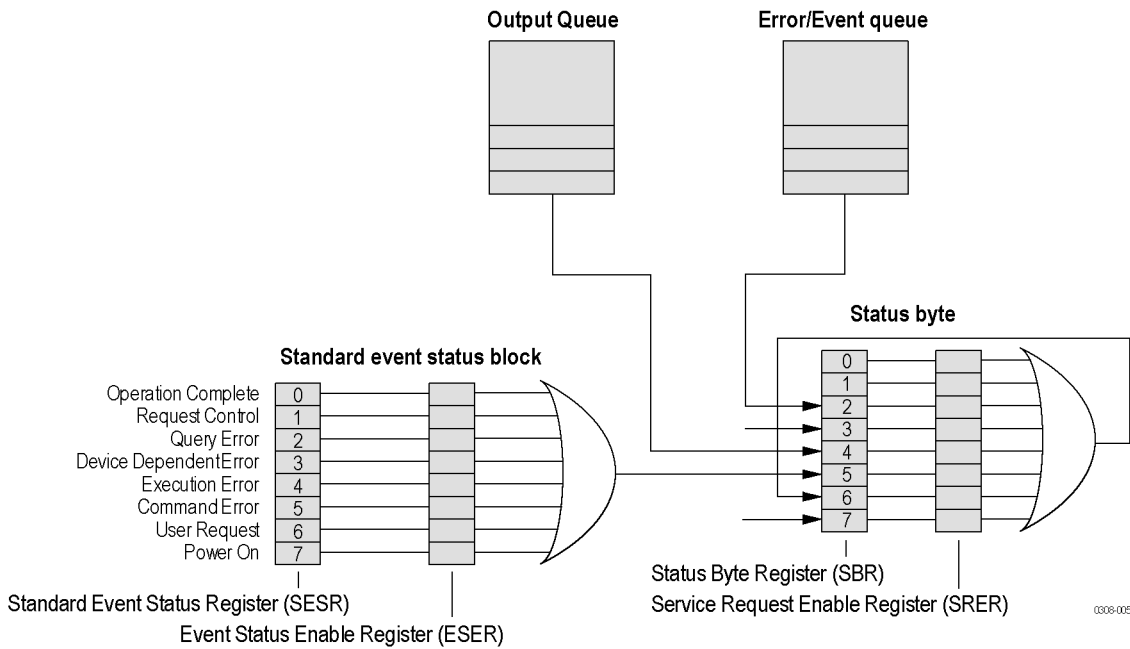 Output Queue
Error/Event queue
Status byte
0
1
2
3
4
5
6
7
Standard event status block
Operation Complete
0
Request Control
1
Query Error
2
Device DependentError
3
Execution Error
4
Command Error
5
User Request
6
Power On
7
Status Byte Register (SBR)
Service Request Enable Register (SRER)
Standard Event Status Register (SESR)
Event Status Enable Register (ESER)
0308-005